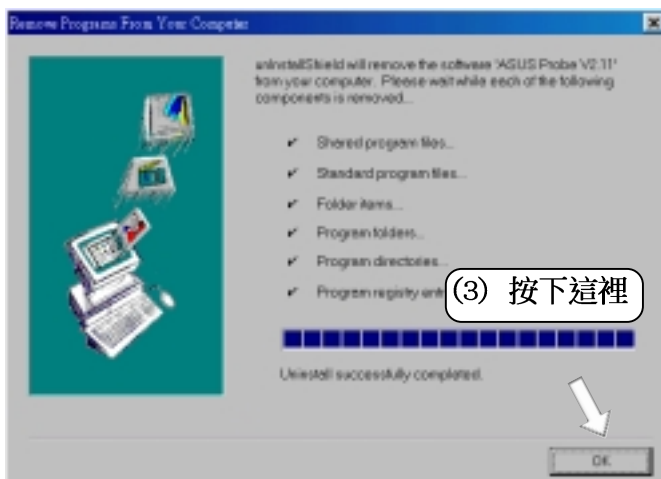 Remove Programs From Your Computer
unInstallShield will remove the software 'ASUS Probe V2.11'
from your computer. Please wait while each of the following
components is removed...
✔ Shared program files...
✔ Standard program files...
✔ Folder items...
✔ Program folders...
✔ Program directories...
✔ Program registry
(3) 按下這裡
Uninstall successfully completed.
OK